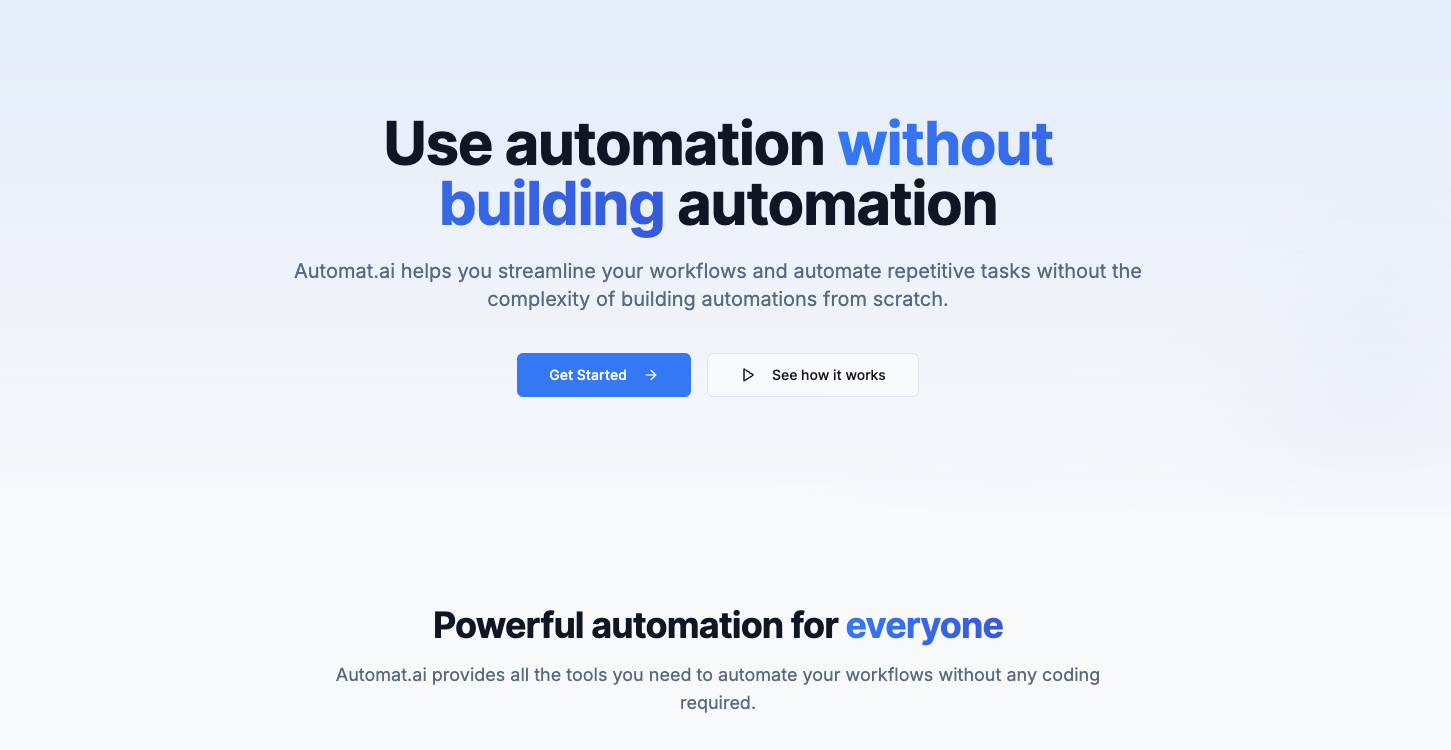 Use automation without
building automation
Automat.ai helps you streamline your workflows and automate repetitive tasks without the
complexity of building automations from scratch.
Get Started
See how it works
Powerful automation for everyone
Automat.ai provides all the tools you need to automate your workflows without any coding
required.